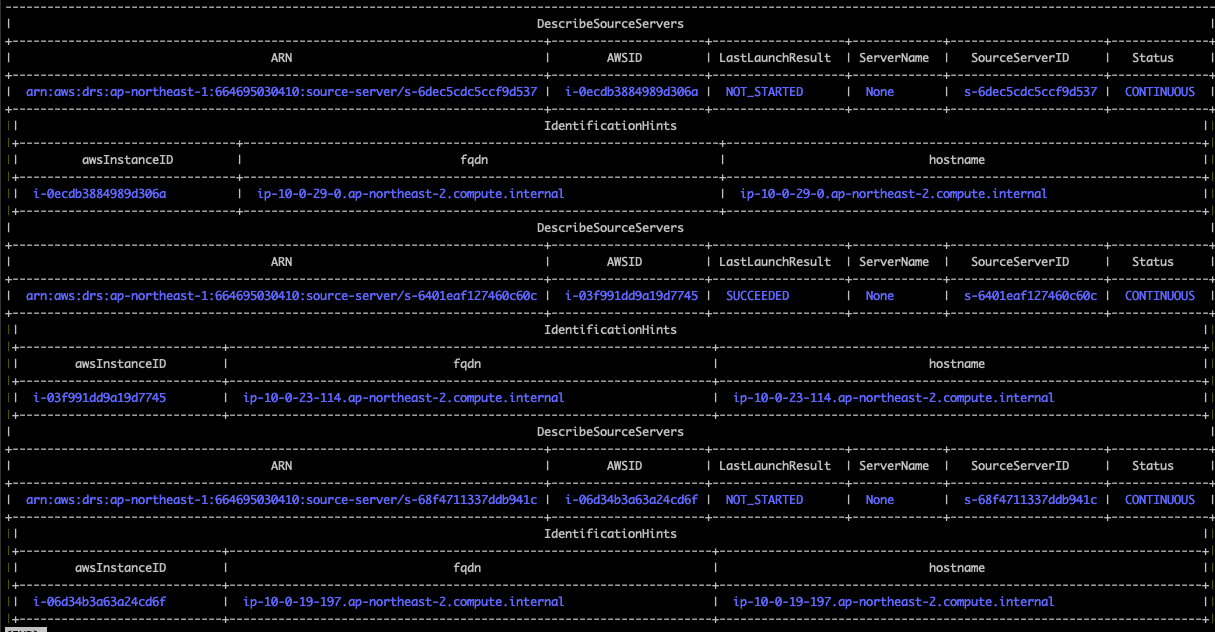 DescribeSourceServers
ARN | AWSID | LastLaunchResult | ServerName | SourceServerID | Status
arn:aws:drs:ap-northeast-1:664695030410:source-server/s-6dec5cdc5ccf9d537 | i-0ecdb3884989d306a | NOT_STARTED | None | s-6dec5cdc5ccf9d537 | CONTINUOUS
IdentificationHints
awsInstanceID | fqdn | hostname
i-0ecdb3884989d306a | ip-10-0-29-0.ap-northeast-2.compute.internal | ip-10-0-29-0.ap-northeast-2.compute.internal
DescribeSourceServers
ARN | AWSID | LastLaunchResult | ServerName | SourceServerID | Status
arn:aws:drs:ap-northeast-1:664695030410:source-server/s-6401eaf127460c60c | i-03f991dd9a19d7745 | SUCCEEDED | None | s-6401eaf127460c60c | CONTINUOUS
IdentificationHints
awsInstanceID | fqdn | hostname
i-03f991dd9a19d7745 | ip-10-0-23-114.ap-northeast-2.compute.internal | ip-10-0-23-114.ap-northeast-2.compute.internal
DescribeSourceServers
ARN | AWSID | LastLaunchResult | ServerName | SourceServerID | Status
arn:aws:drs:ap-northeast-1:664695030410:source-server/s-68f4711337ddb941c | i-06d34b3a63a24cd6f | NOT_STARTED | None | s-68f4711337ddb941c | CONTINUOUS
IdentificationHints
awsInstanceID | fqdn | hostname
i-06d34b3a63a24cd6f | ip-10-0-19-197.ap-northeast-2.compute.internal | ip-10-0-19-197.ap-northeast-2.compute.internal